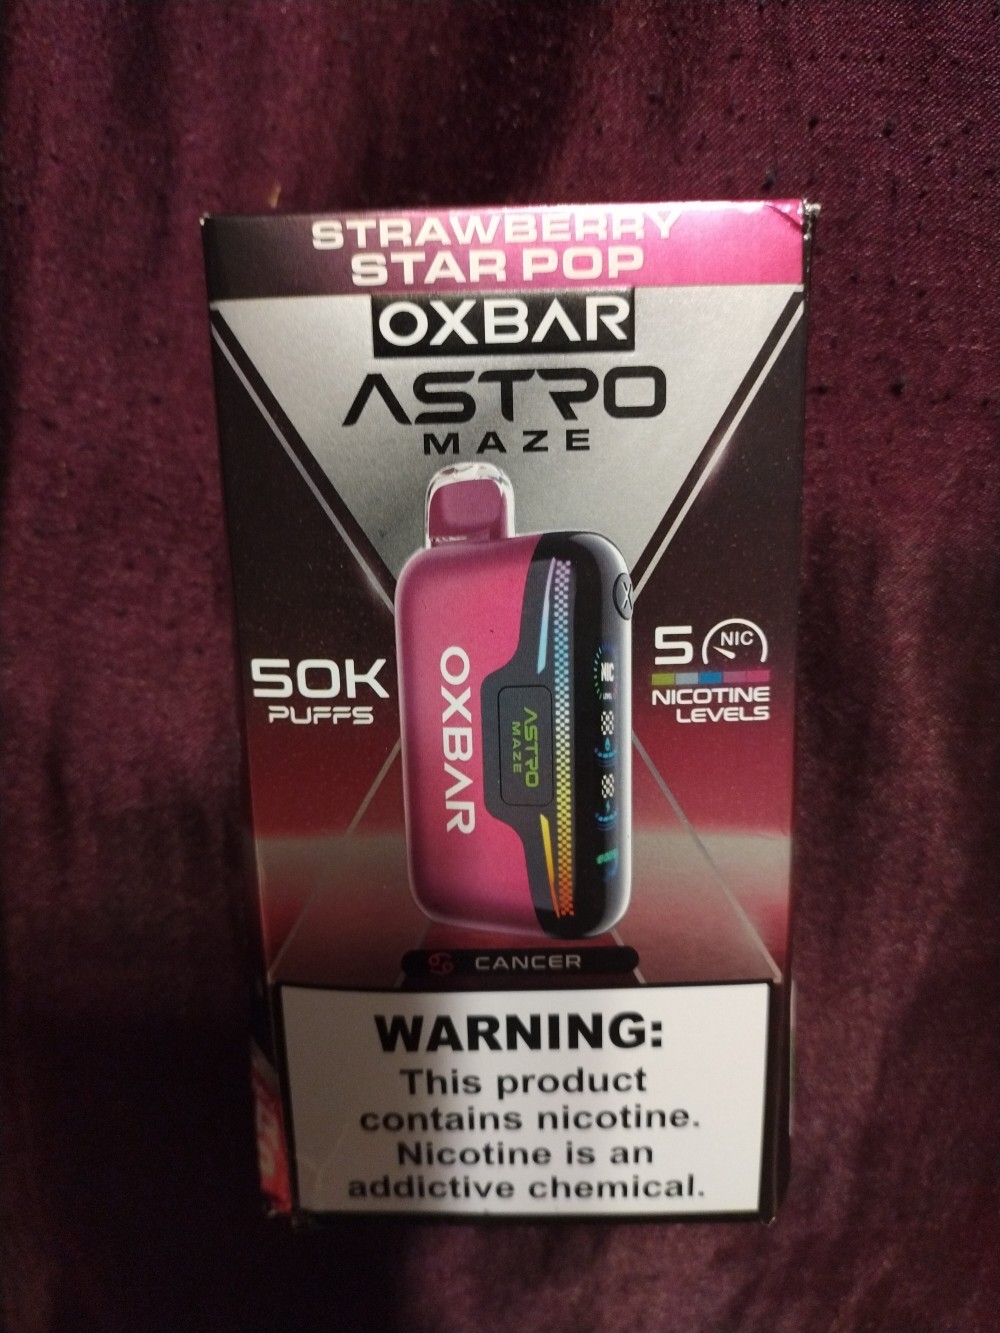 STRAWBERRY
STAR POP
OXBAR
ASTRO
MAZE
50K
PUFFS
5 NIC
NICOTINE
LEVELS
OXBAR
ASTRO
MAZE
X
NIC
CANCER
WARNING:
This product
contains nicotine.
Nicotine is an
addictive chemical.